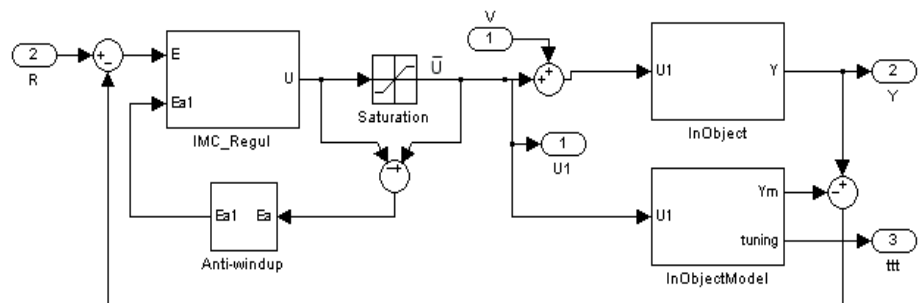 V
1
2
R
E
Ea1
U
IMC_Regul
Saturation
U
U1
Y
InObject
2
Y
1
U1
Ea1
Ea
Anti-windup
U1
Ym
tuning
InObjectModel
3
ttt